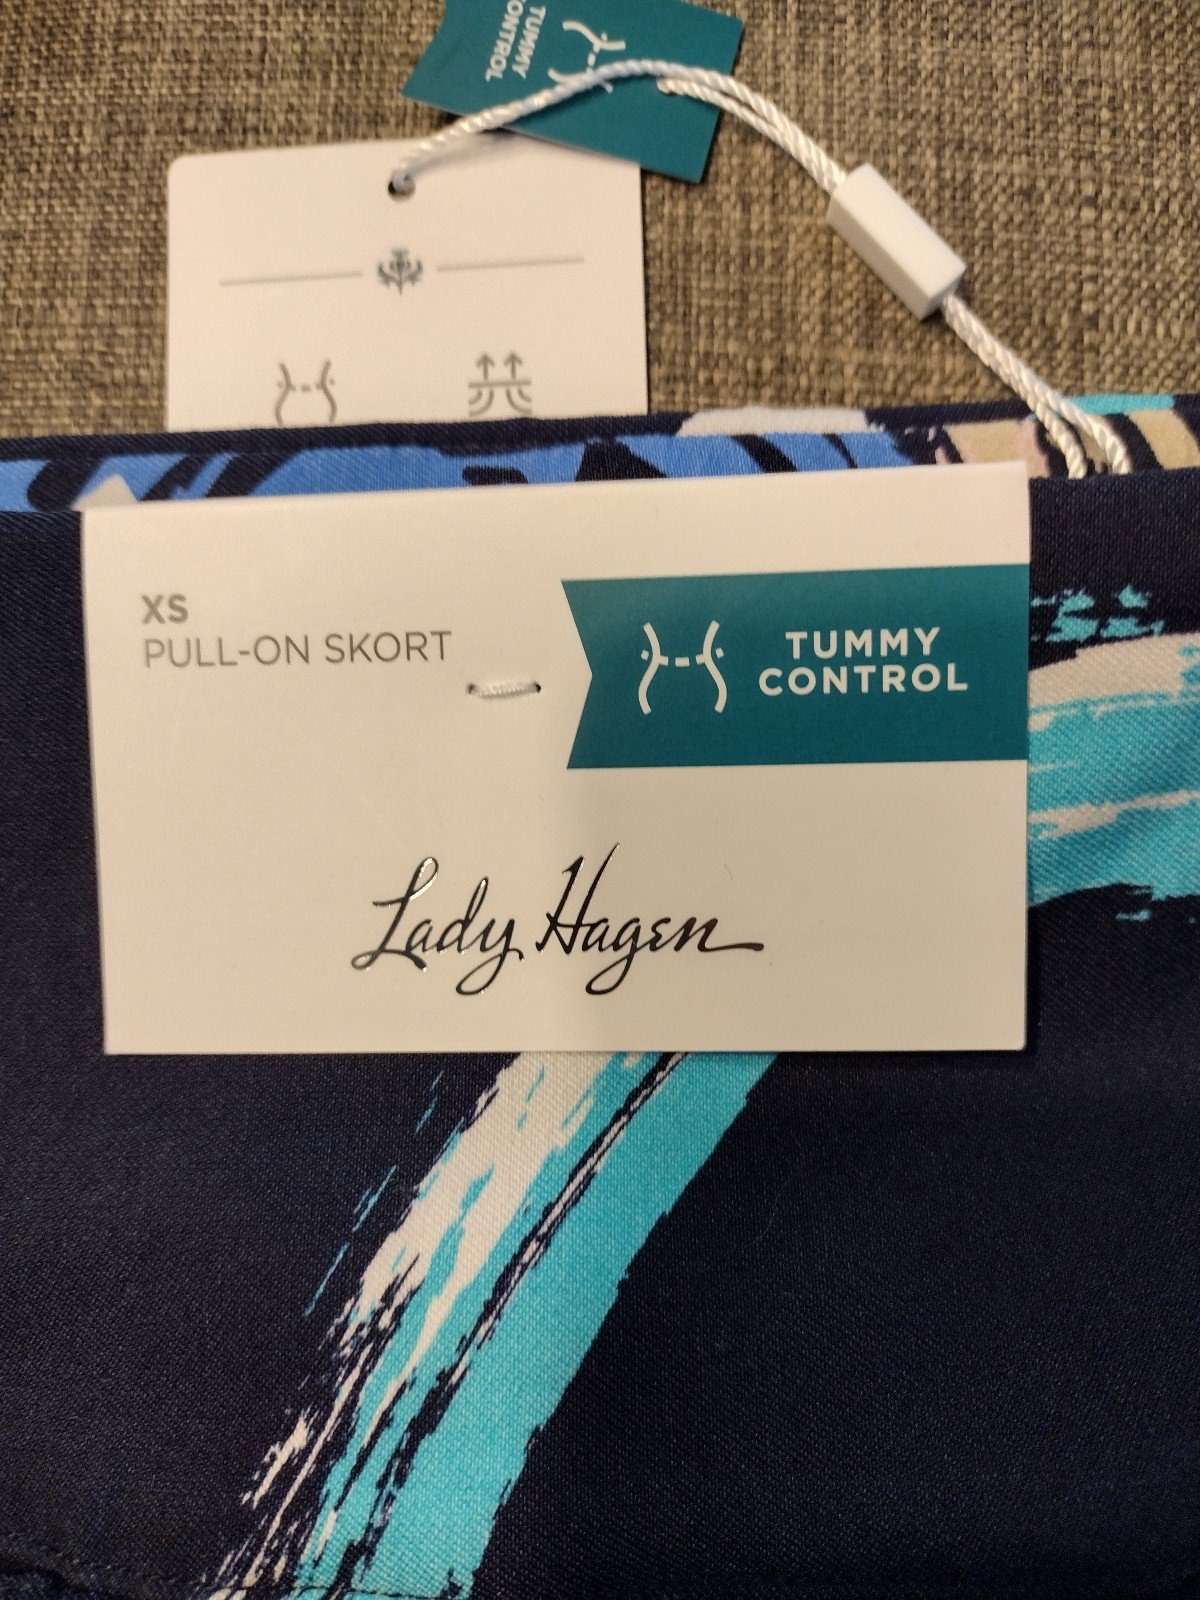 TUMMY
CONTROL
XS
PULL-ON SKORT
TUMMY
CONTROL
Lady Hagen